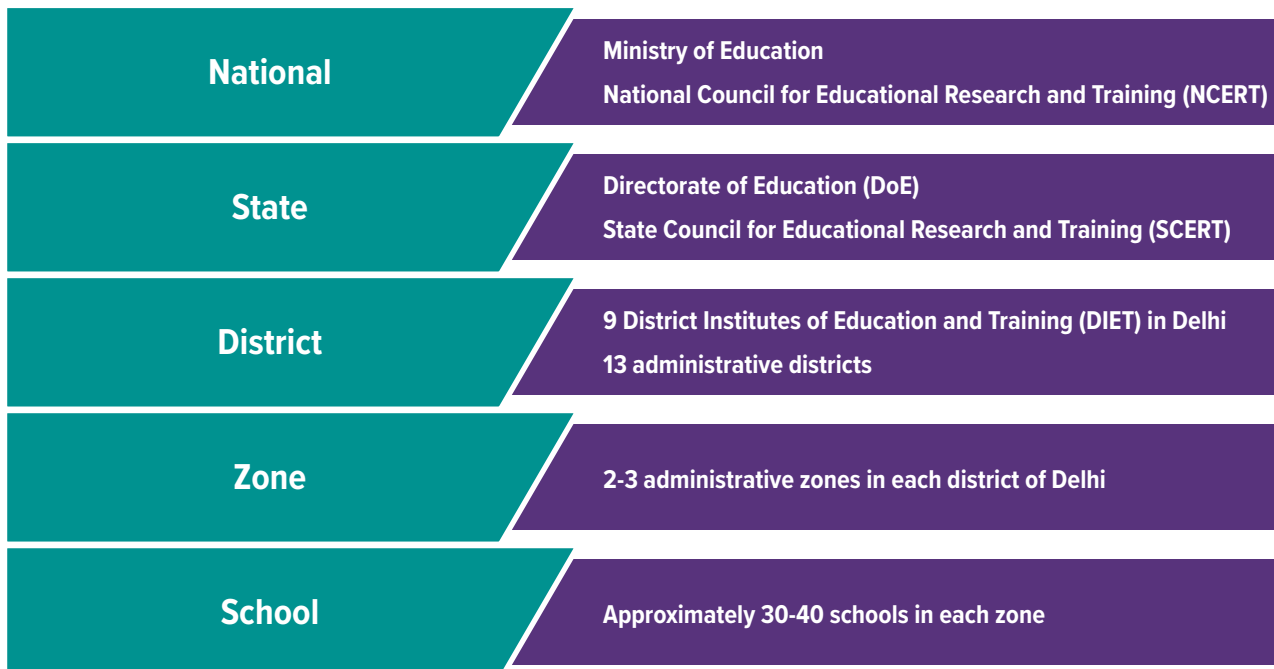 National
Ministry of Education
National Council for Educational Research and Training (NCERT)
State
Directorate of Education (DoE)
State Council for Educational Research and Training (SCERT)
District
9 District Institutes of Education and Training (DIET) in Delhi
13 administrative districts
Zone
2-3 administrative zones in each district of Delhi
School
Approximately 30-40 schools in each zone